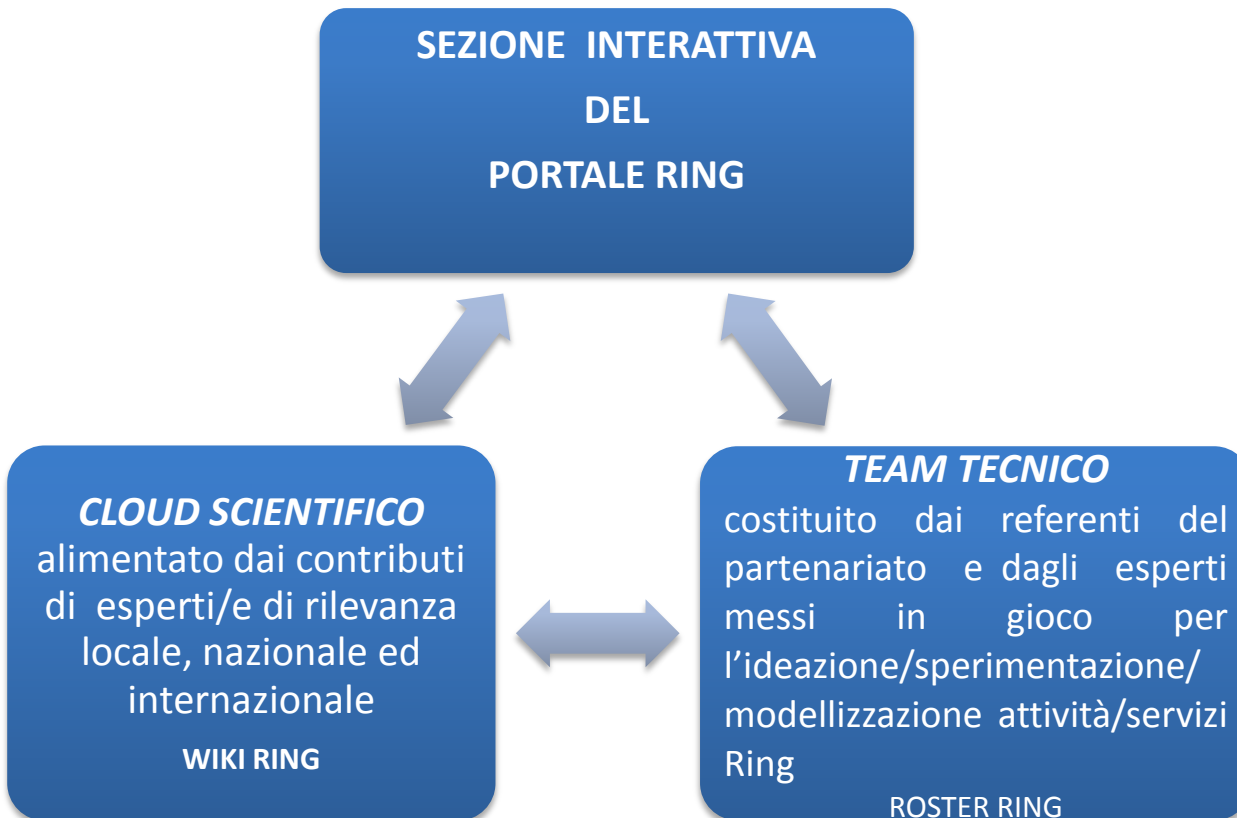 SEZIONE INTERATTIVA
DEL
PORTALE RING
CLOUD SCIENTIFICO
alimentato dai contributi
di esperti/e di rilevanza
locale, nazionale ed
internazionale
WIKI RING
TEAM TECNICO
costituito dai referenti del
partenariato e dagli esperti
messi in gioco per
l'ideazione/sperimentazione/
modellizzazione attività/servizi
Ring
ROSTER RING